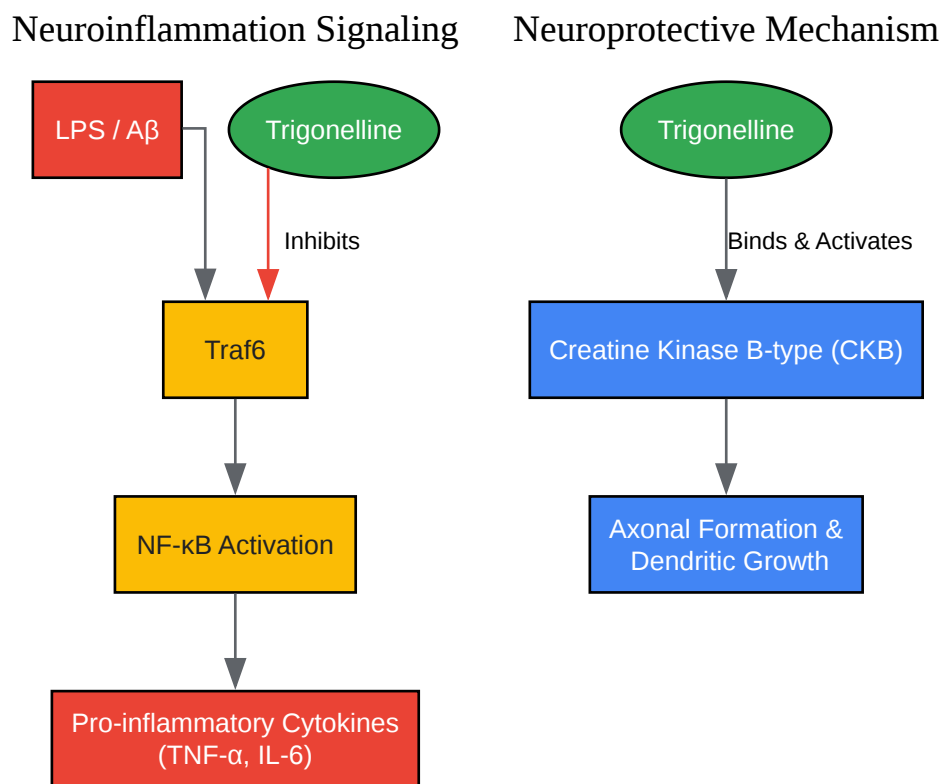 Neuroinflammation Signaling
LPS / Aβ
Trigonelline
Inhibits
Traf6
NF-κB Activation
Pro-inflammatory Cytokines
(TNF-α, IL-6)
Neuroprotective Mechanism
Trigonelline
Binds & Activates
Creatine Kinase B-type (CKB)
Axonal Formation &
Dendritic Growth